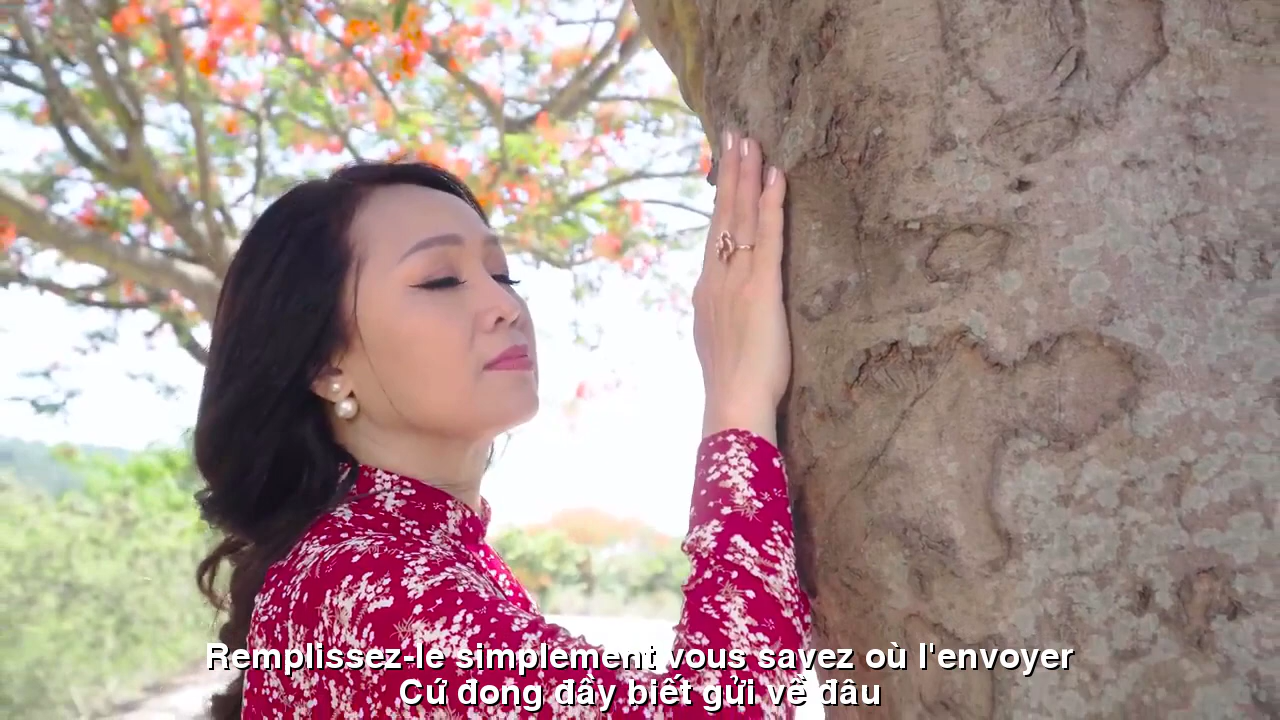 Remplissez-le simplement vous savez où l'envoyer
Cứ đong đầy biết gửi về đâu